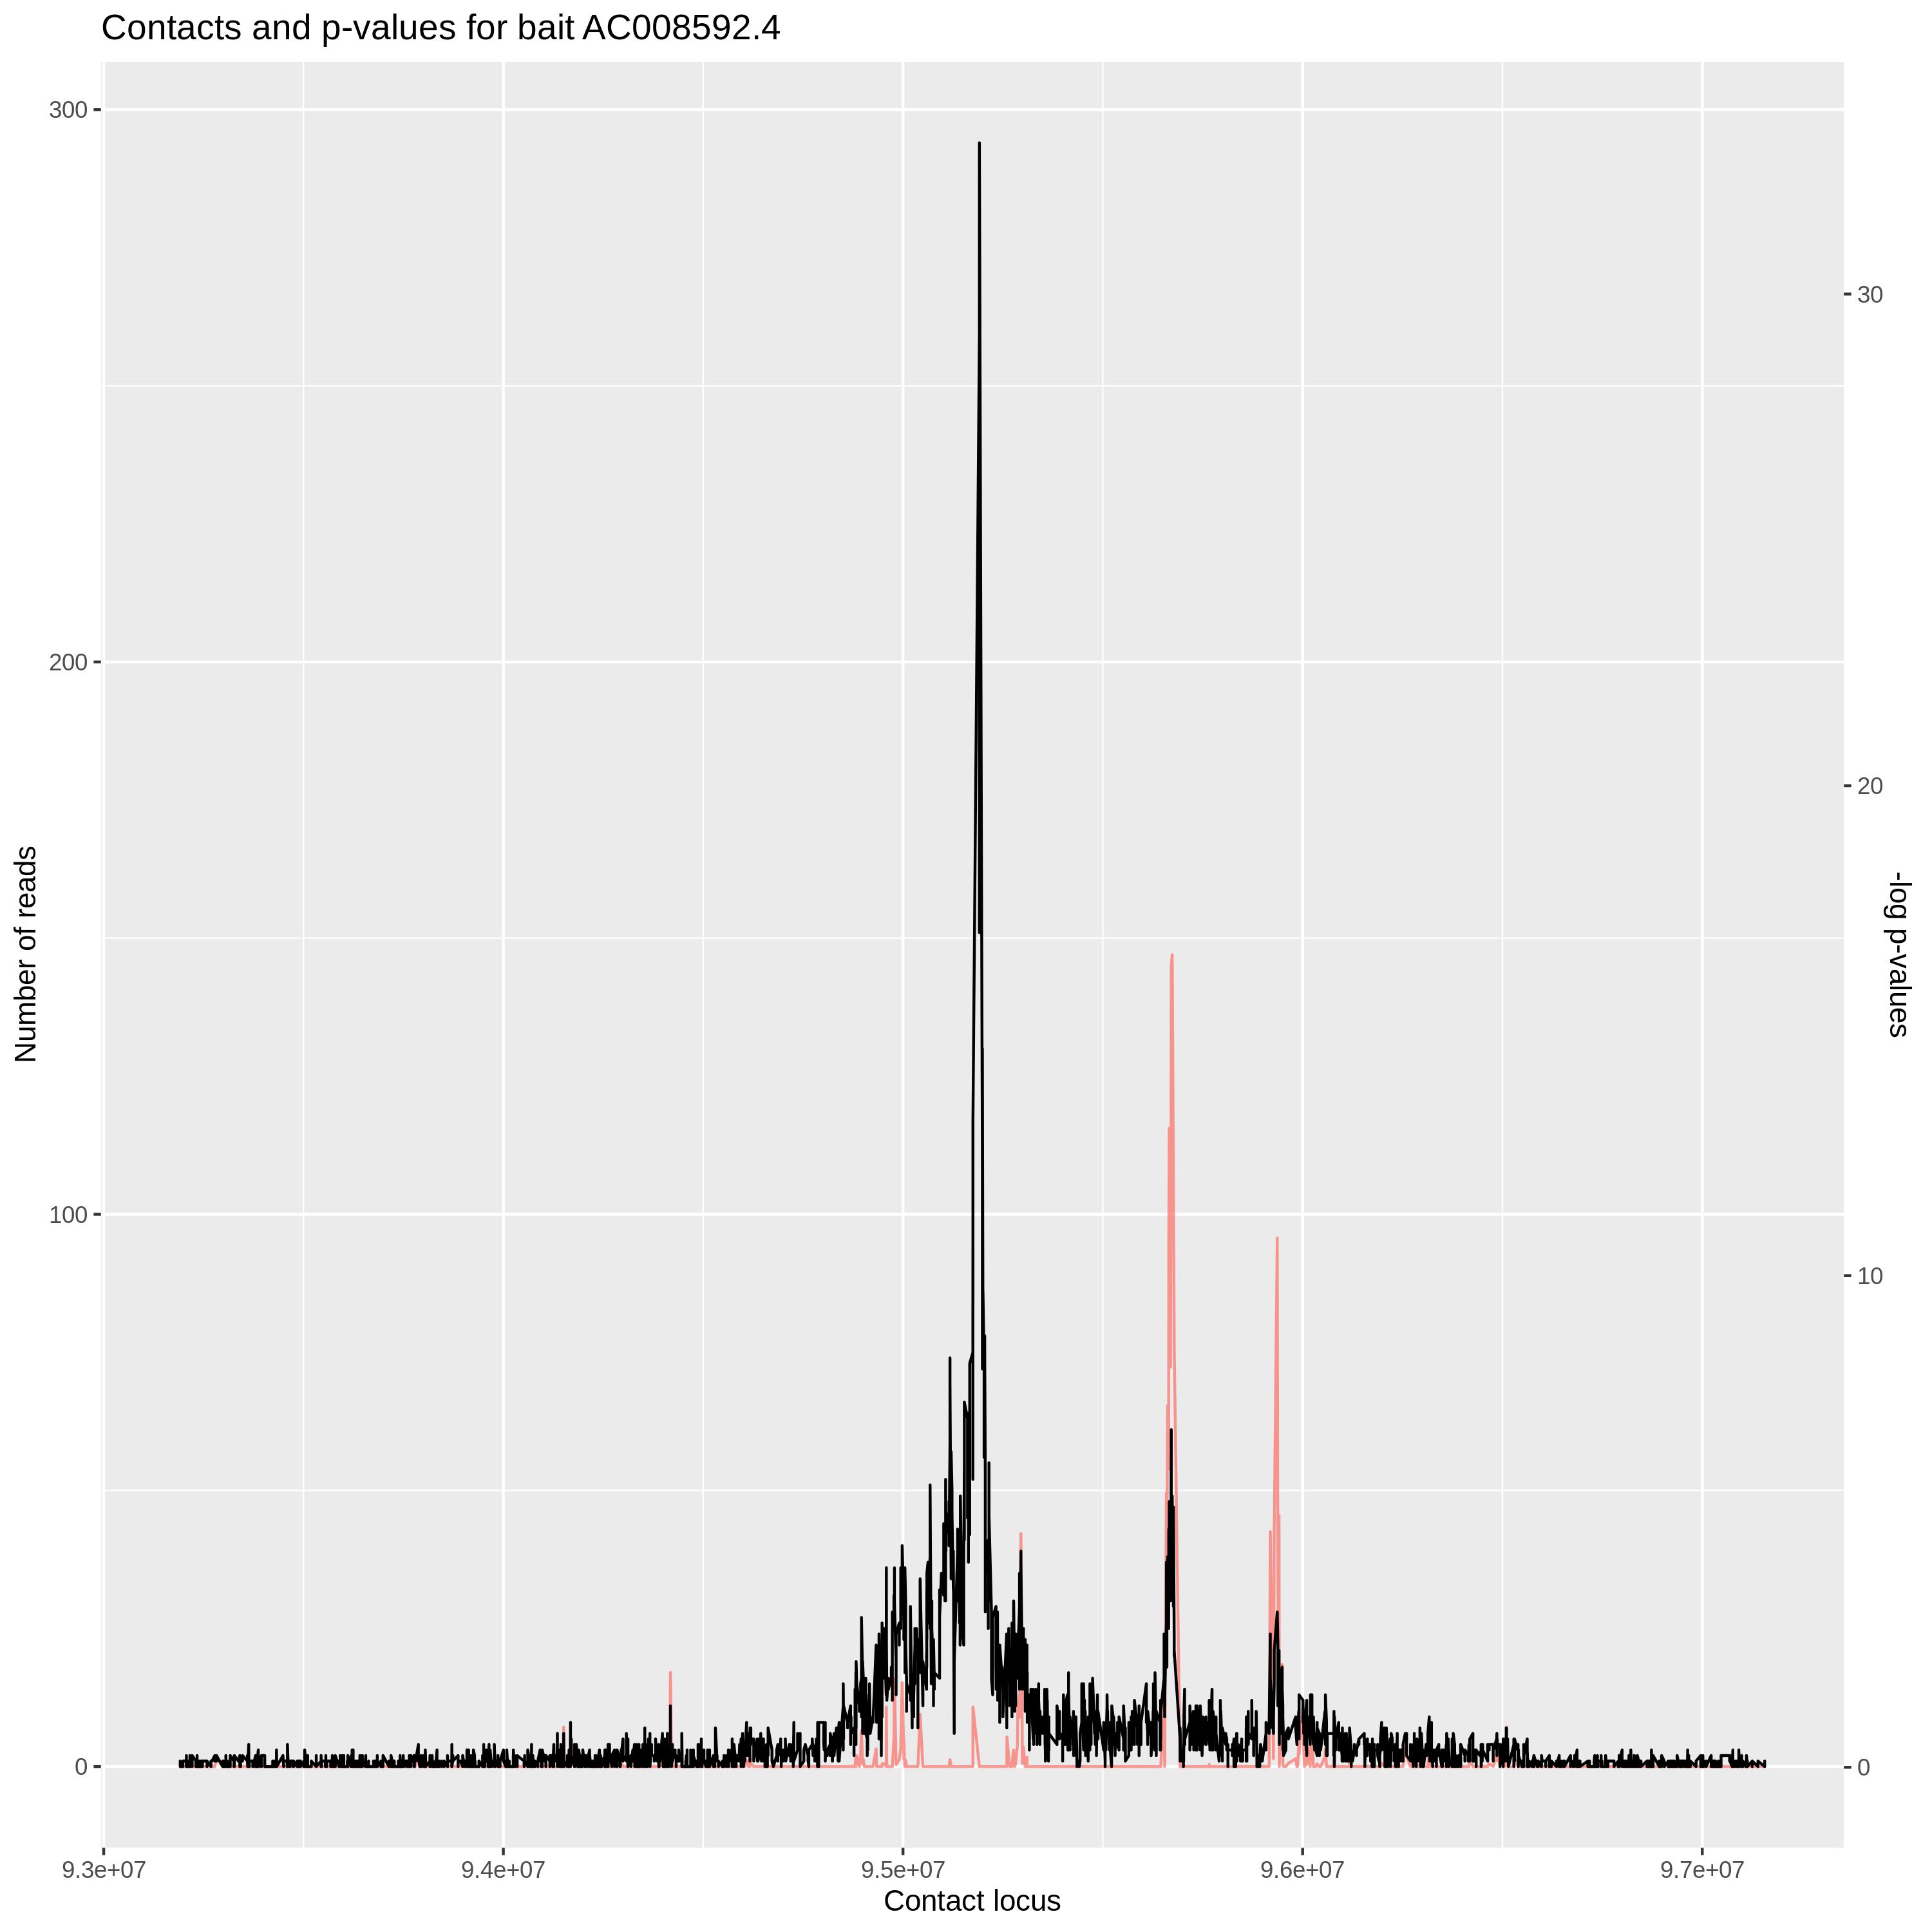 Contacts and p-values for bait AC008592.4
300
200
100
0
30
20
10
0
Number of reads
-log p-values
9.3e+07 9.4e+07 9.5e+07 9.6e+07 9.7e+07
Contact locus